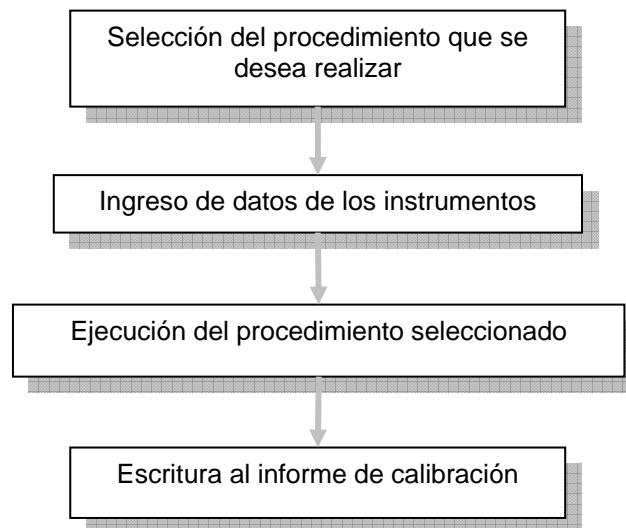 Selección del procedimiento que se
desea realizar
Ingreso de datos de los instrumentos
Ejecución del procedimiento seleccionado
Escritura al informe de calibración